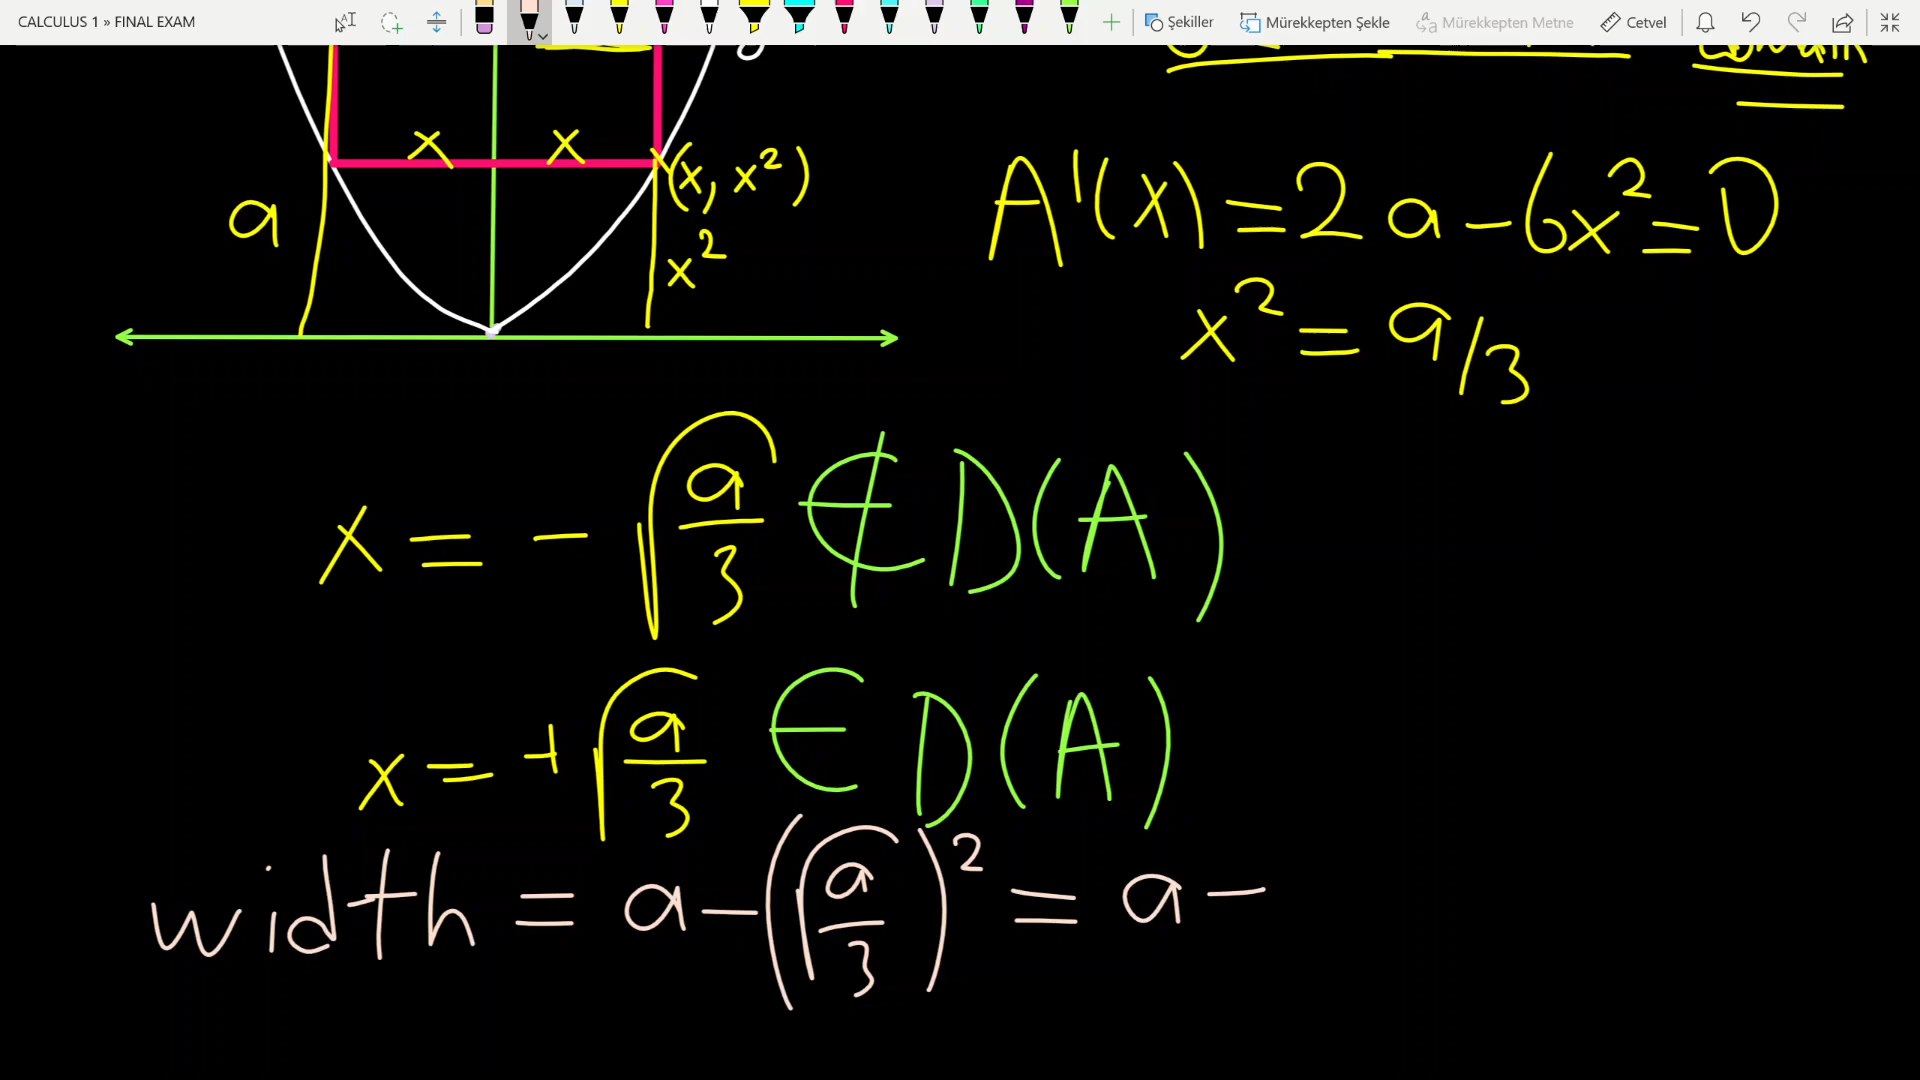 CALCULUS 1 » FINAL EXAM
Şekiller
Mürekkepten Şekle
Mürekkepten Metne
Cetvel
x x
(x, x²)
a
x²
A'(x) = 2a - 6x² = 0
x² = a/3
x = - √(a/3) ∉ D(A)
x = + √(a/3) ∈ D(A)
width = a - (√(a/3))² = a -